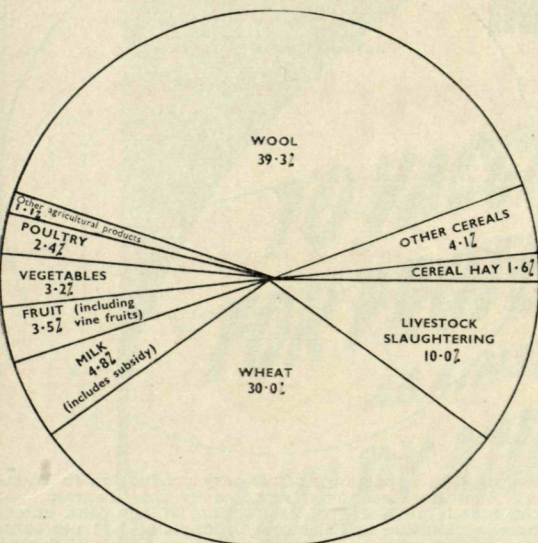 WOOL
39·3%
OTHER CEREALS
4·1%
CEREAL HAY 1·6%
LIVESTOCK
SLAUGHTERING
10·0%
WHEAT
30·0%
MILK
4·8%
(includes subsidy)
FRUIT (including
3·5% vine fruits)
VEGETABLES
3·2%
POULTRY
2·4%
Other agricultural products
1·1%